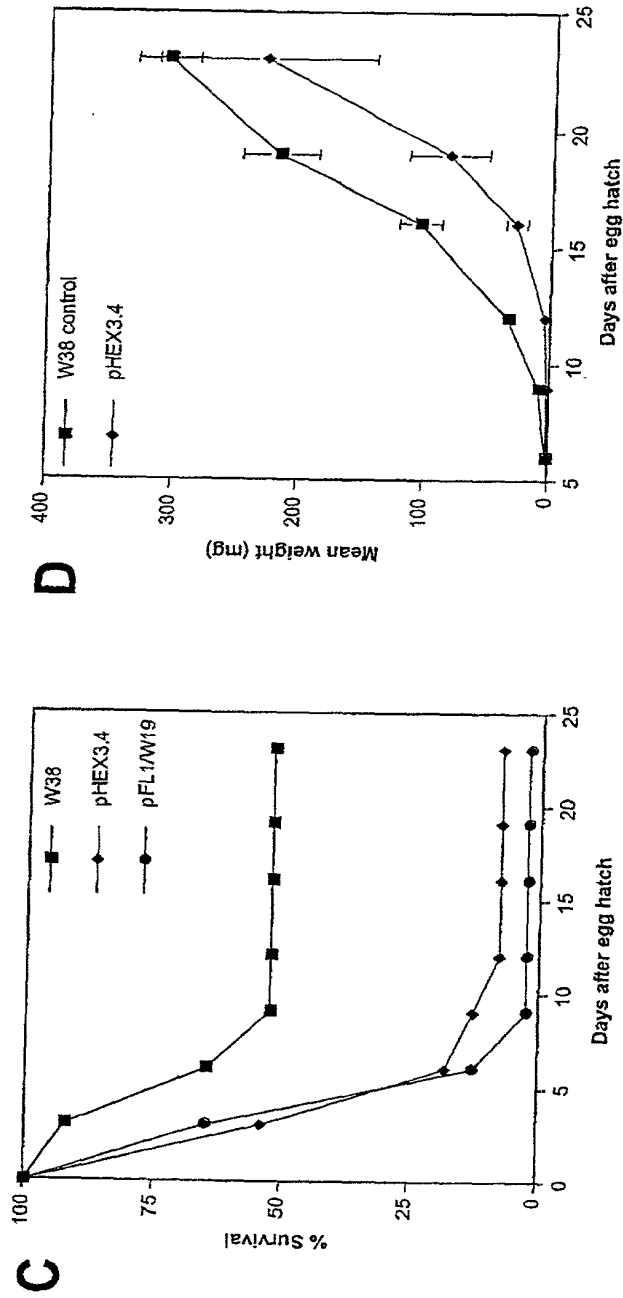 C
100
75
50
25
0
% Survival
0
5
10
15
20
25
Days after egg hatch
W38
pHEX3.4
pFL1/W19
D
400
300
200
100
0
Mean weight (mg)
5
10
15
20
25
Days after egg hatch
W38 control
pHEX3.4